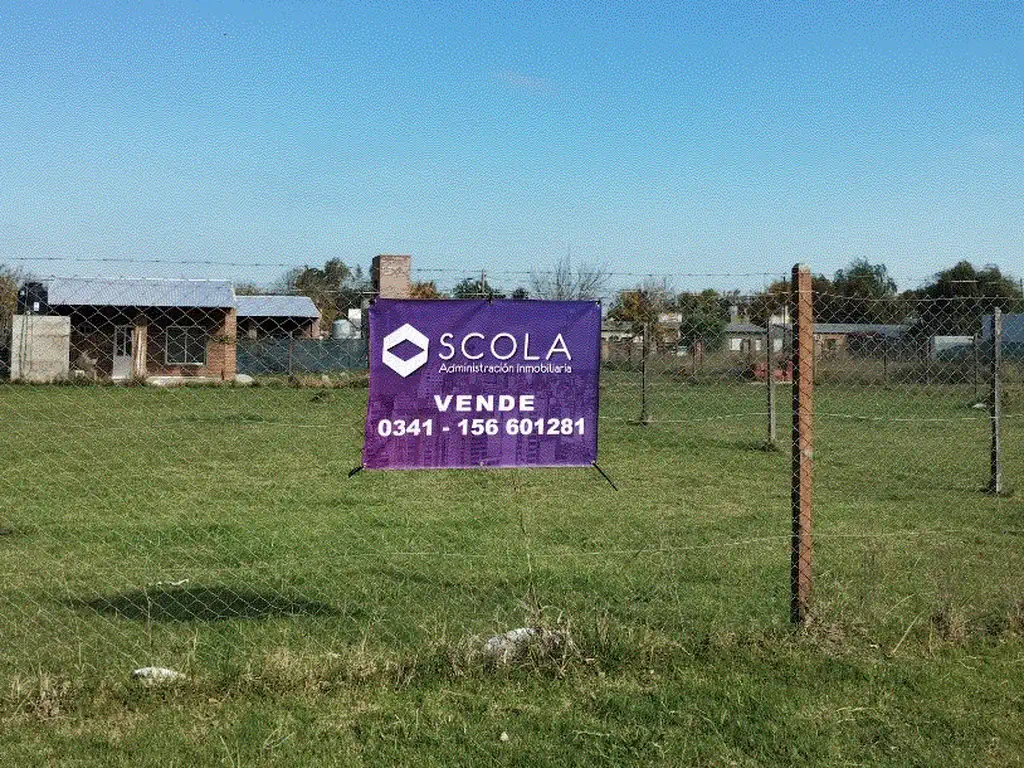 SCOLA
Administración Inmobiliaria
VENDE
0341 - 156 601281